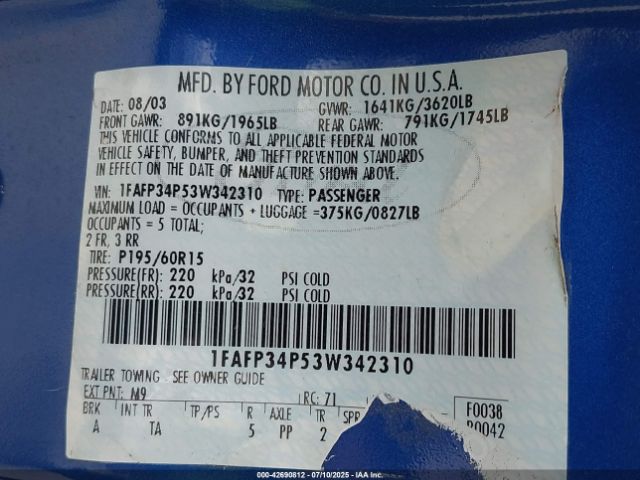 MFD. BY FORD MOTOR CO. IN U.S.A.
DATE: 08/03 GVWR: 1641KG/3620LB
FRONT GAWR: 891KG/1965LB REAR GAWR: 791KG/1745LB
THIS VEHICLE CONFORMS TO ALL APPLICABLE FEDERAL MOTOR
VEHICLE SAFETY, BUMPER, AND THEFT PREVENTION STANDARDS
IN EFFECT ON THE DATE OF MANUFACTURE SHOWN ABOVE.
VIN: 1FAFP34P53W342310 TYPE: PASSENGER
MAXIMUM LOAD = OCCUPANTS + LUGGAGE =375KG/0827LB
OCCUPANTS = 5 TOTAL;
2 FR, 3 RR
TIRE: P195/60R15
PRESSURE(FR): 220 kPa/32 PSI COLD
PRESSURE(RR): 220 kPa/32 PSI COLD
1FAFP34P53W342310
TRAILER TOWING - SEE OWNER GUIDE
EXT PNT: M9 RC: 71 F0038
BRK INT TR TP/PS R AXLE TR SPR R0042
A TA 5 PP 2
000-42690812 - 07/10/2025 - IAA Inc.